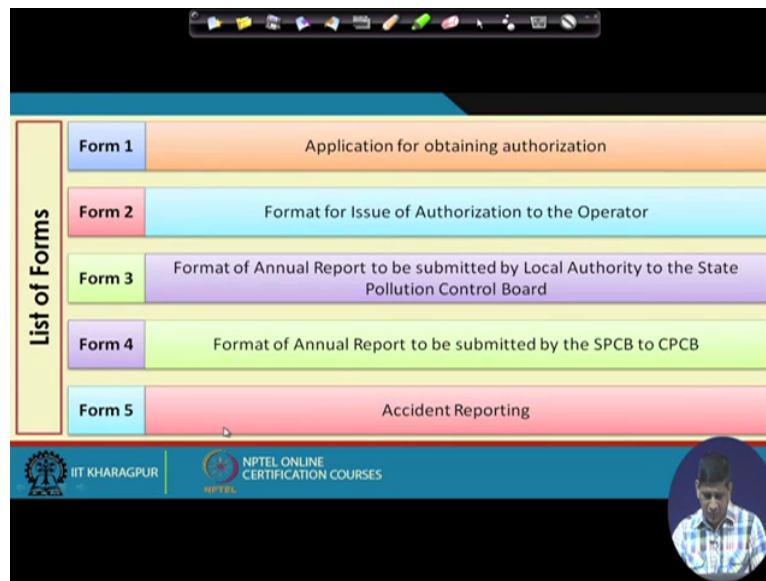 List of Forms
Form 1
Application for obtaining authorization
Form 2
Format for Issue of Authorization to the Operator
Form 3
Format of Annual Report to be submitted by Local Authority to the State
Pollution Control Board
Form 4
Format of Annual Report to be submitted by the SPCB to CPCB
Form 5
Accident Reporting
IIT KHARAGPUR
NPTEL
NPTEL ONLINE
CERTIFICATION COURSES